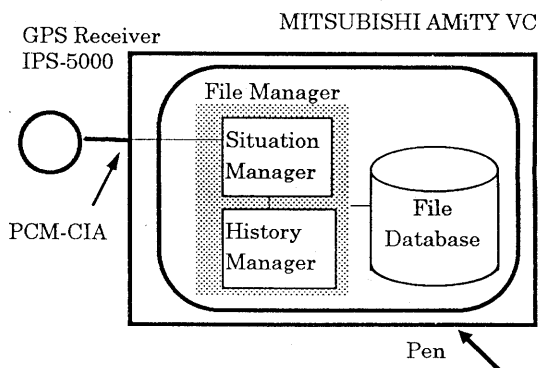 MITSUBISHI AMiTY VC
GPS Receiver
IPS-5000
File Manager
Situation
Manager
PCM-CIA
History
Manager
File
Database
Pen